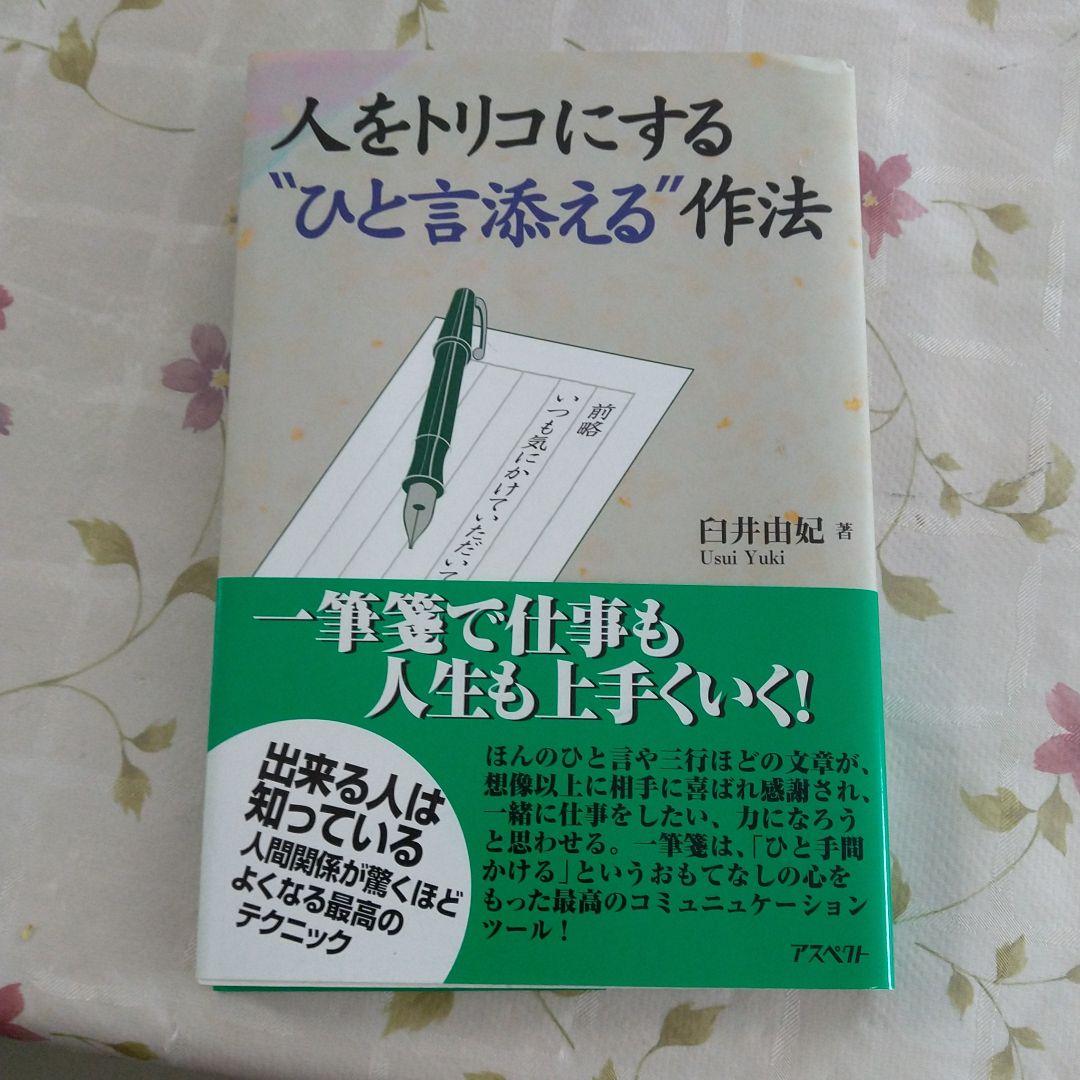 人をトリコにする
"ひと言添える"作法
前略
いつも気にかけていただいて
臼井由妃 著
Usui Yuki
一筆箋で仕事も
人生も上手くいく!
出来る人は
知っている
人間関係が驚くほど
よくなる最高の
テクニック
ほんのひと言や三行ほどの文章が、
想像以上に相手に喜ばれ感謝され、
一緒に仕事をしたい、力になろう
と思わせる。一筆箋は、「ひと手間
かける」というおもてなしの心を
もった最高のコミュニュケーション
ツール!
アスペクト